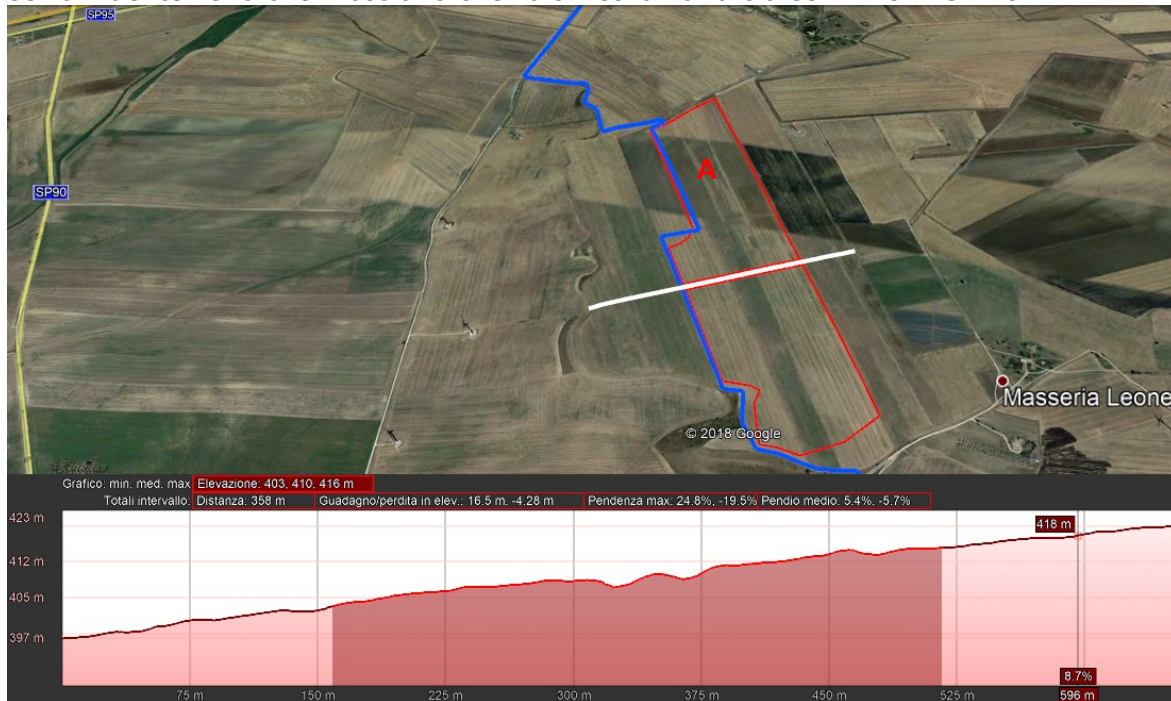 SP95
A
SP90
Masseria Leone
© 2018 Google
Grafico: min. med. max Elevazione: 403, 410, 416 m
Totali intervallo: Distanza: 358 m Guadagno/perdita in elev.: 16.5 m, -4.28 m Pendenza max: 24.8%, -19.5% Pendio medio: 5.4%, -5.7%
423 m
418 m
412 m
405 m
397 m
8.7%
75 m 150 m 225 m 300 m 375 m 450 m 525 m 596 m